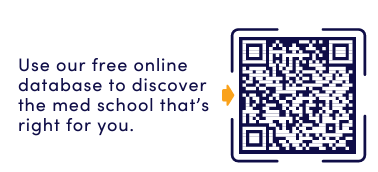 Use our free online
database to discover
the med school that's
right for you.